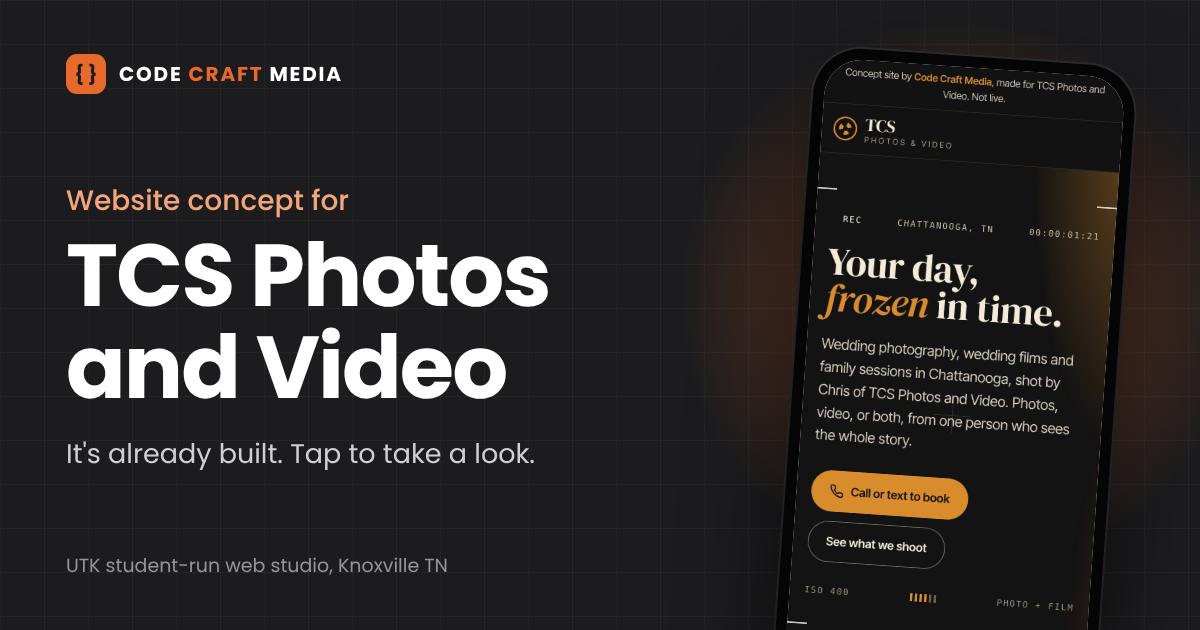 { } CODE CRAFT MEDIA
Website concept for
TCS Photos
and Video
It's already built. Tap to take a look.
UTK student-run web studio, Knoxville TN
Concept site by Code Craft Media, made for TCS Photos and
Video. Not live.
TCS
PHOTOS & VIDEO
REC CHATTANOOGA, TN 00:00:01:21
Your day,
frozen in time.
Wedding photography, wedding films and
family sessions in Chattanooga, shot by
Chris of TCS Photos and Video. Photos,
video, or both, from one person who sees
the whole story.
Call or text to book
See what we shoot
ISO 400 PHOTO + FILM